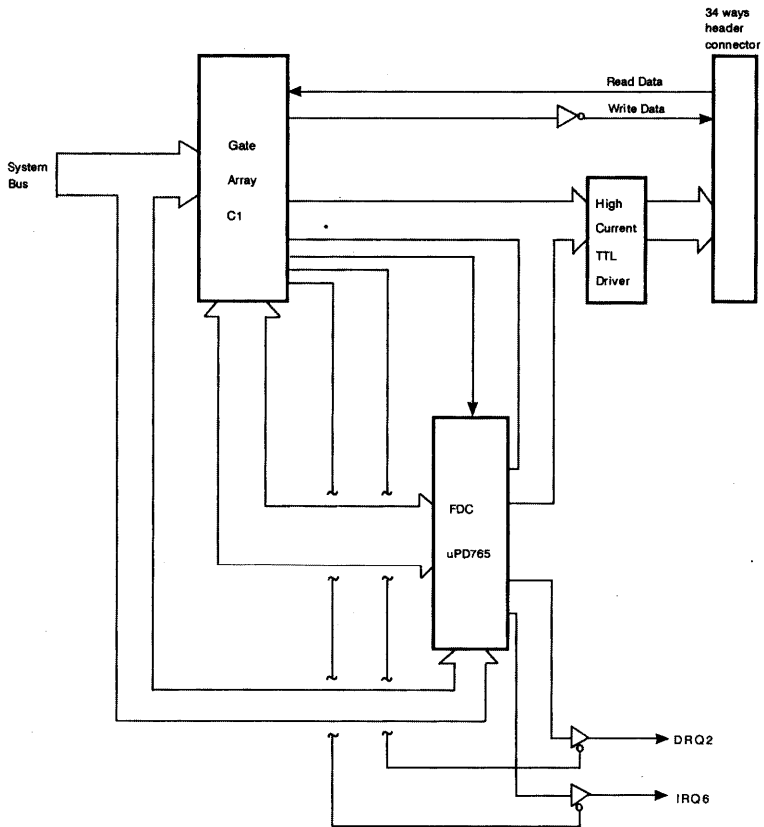 34 ways
header
connector
Read Data
Write Data
Gate
Array
C1
System
Bus
High
Current
TTL
Driver
FDC
uPD765
DRQ2
IRQ6